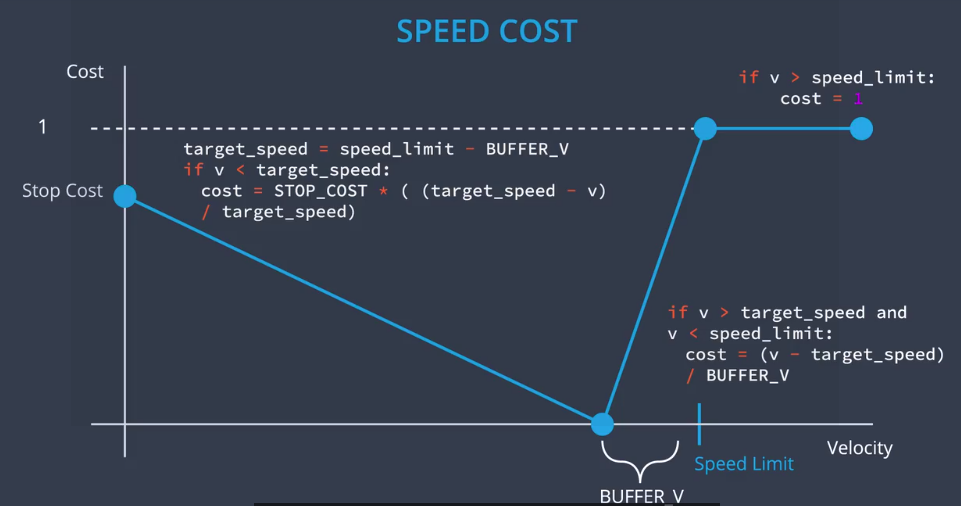 SPEED COST
Cost
if v > speed_limit:
cost = 1
1
target_speed = speed_limit - BUFFER_V
if v < target_speed:
cost = STOP_COST * ( (target_speed - v)
/ target_speed)
Stop Cost
if v > target_speed and
v < speed_limit:
cost = (v - target_speed)
/ BUFFER_V
Velocity
Speed Limit
BUFFER_V